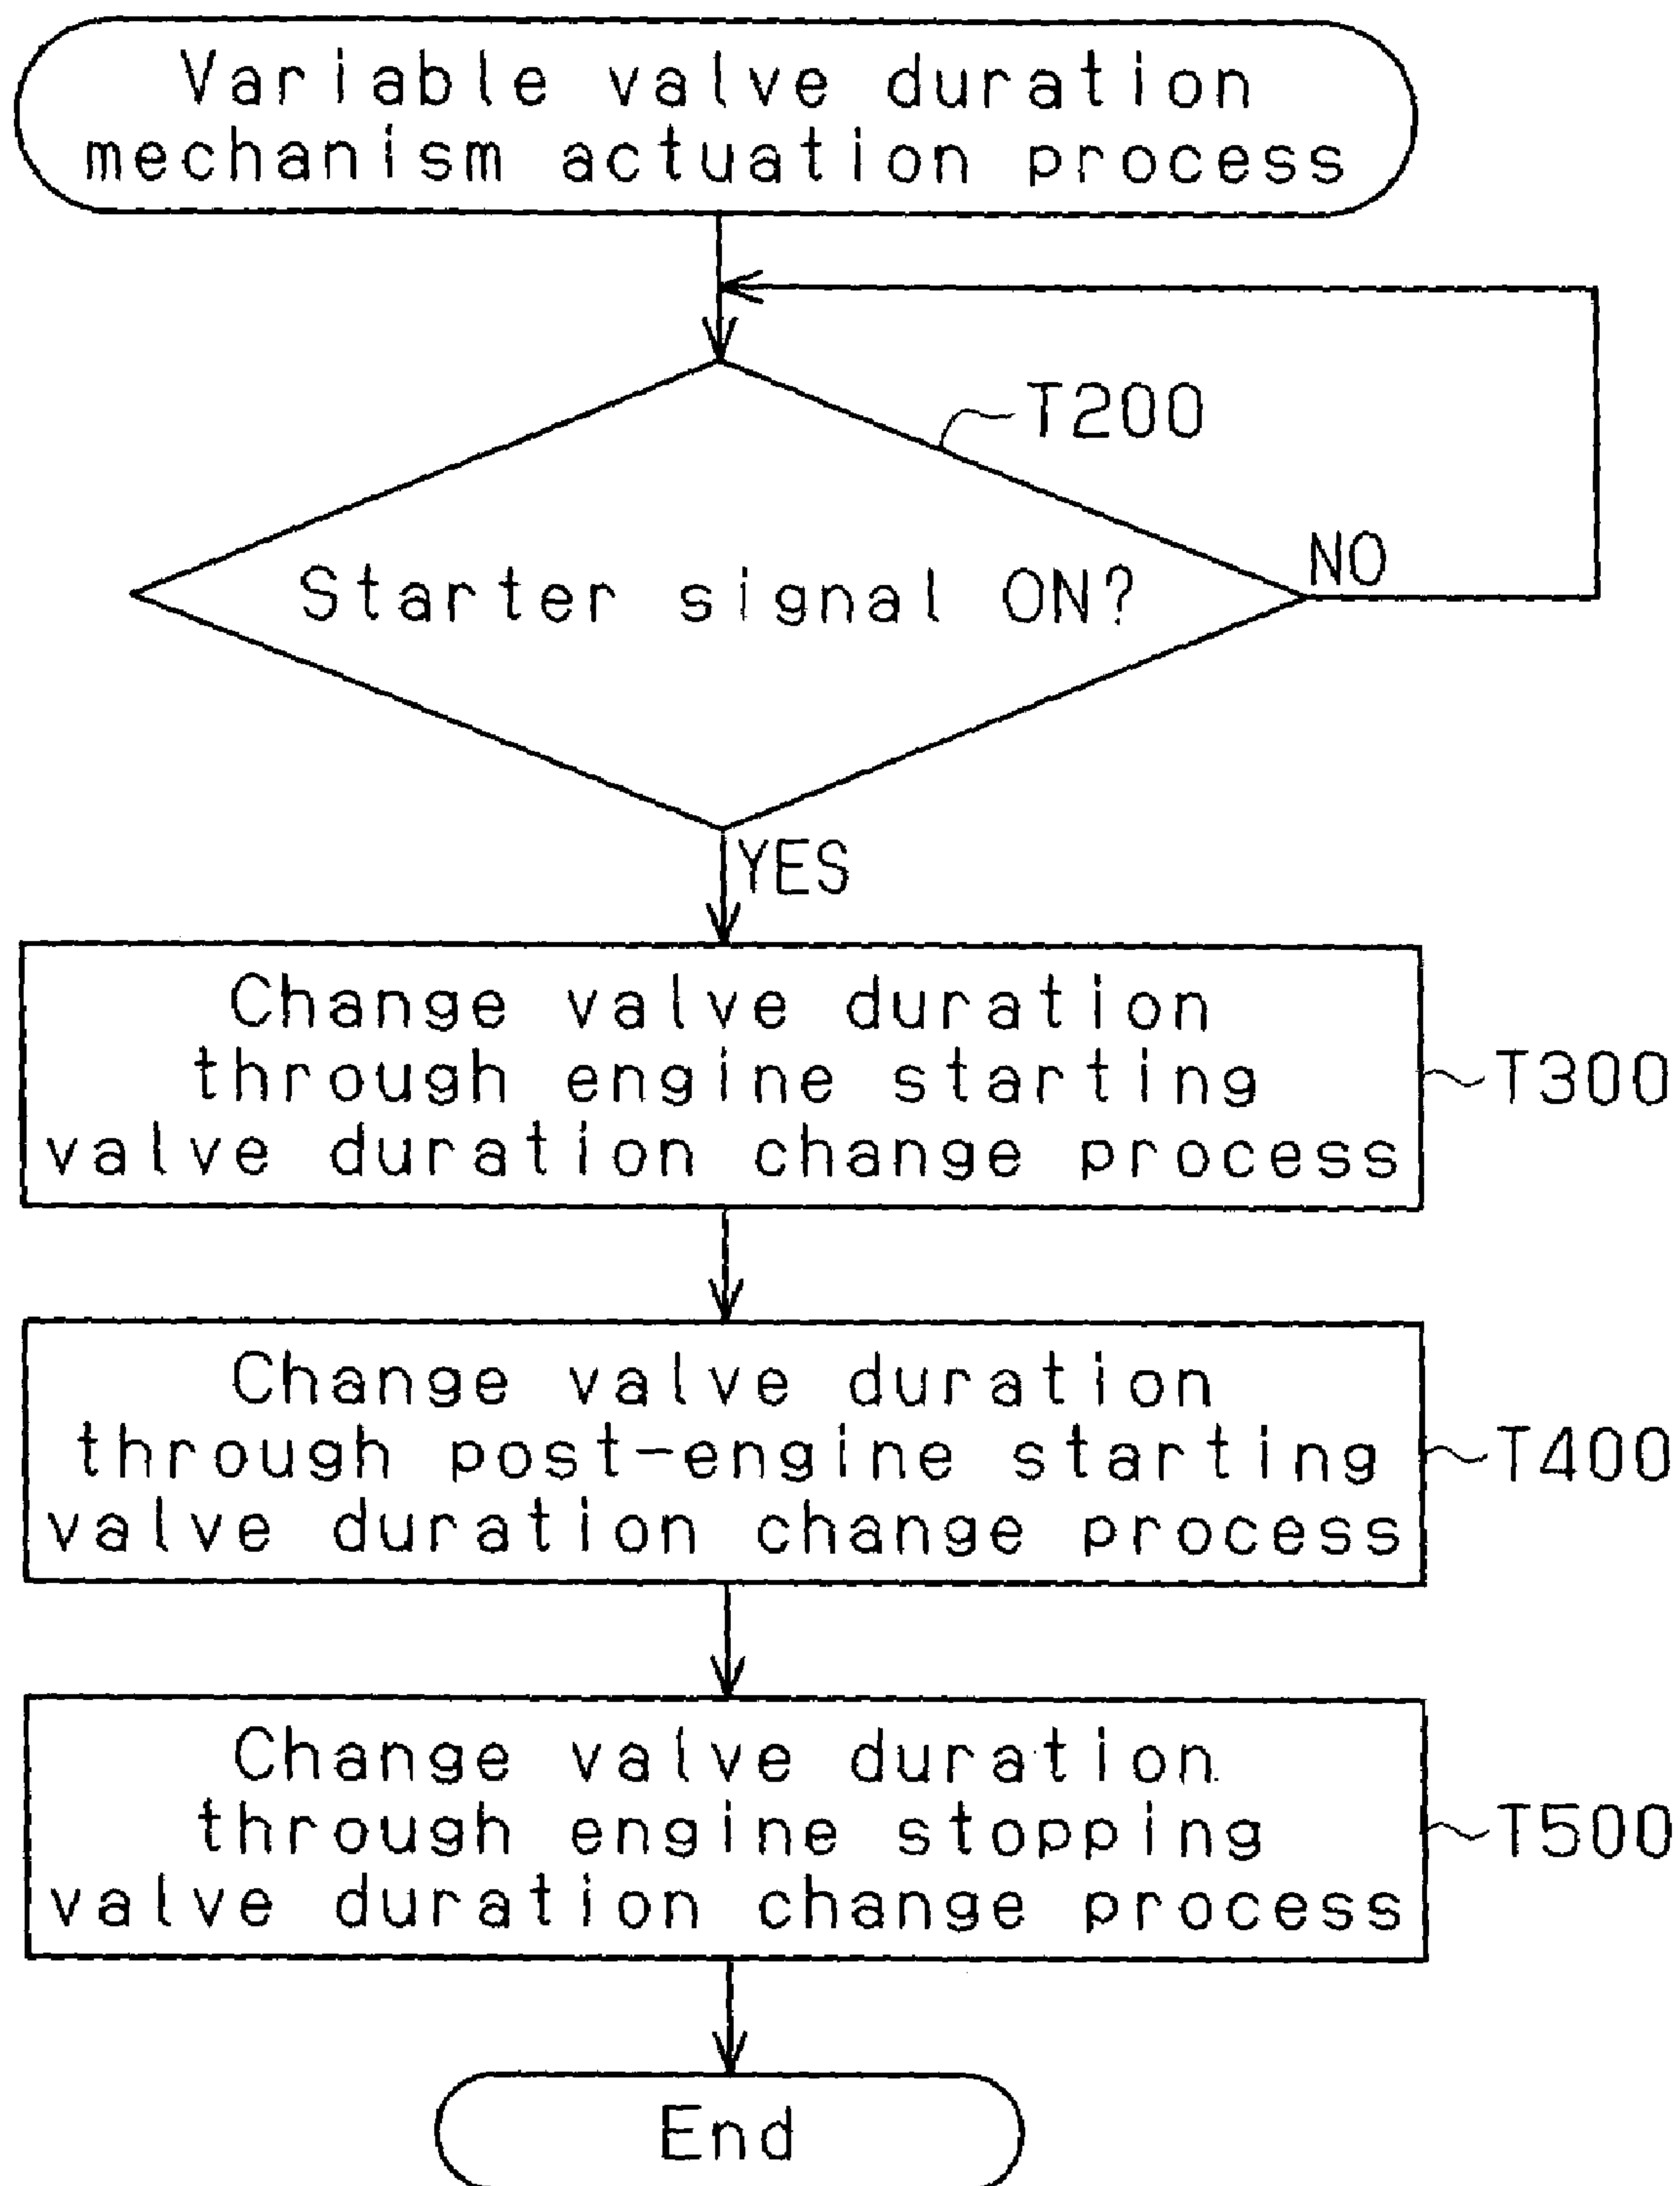 Variable valve duration
mechanism actuation process
T200
Starter signal ON?
NO
YES
Change valve duration
through engine starting
valve duration change process
T300
Change valve duration
through post-engine starting
valve duration change process
T400
Change valve duration
through engine stopping
valve duration change process
T500
End